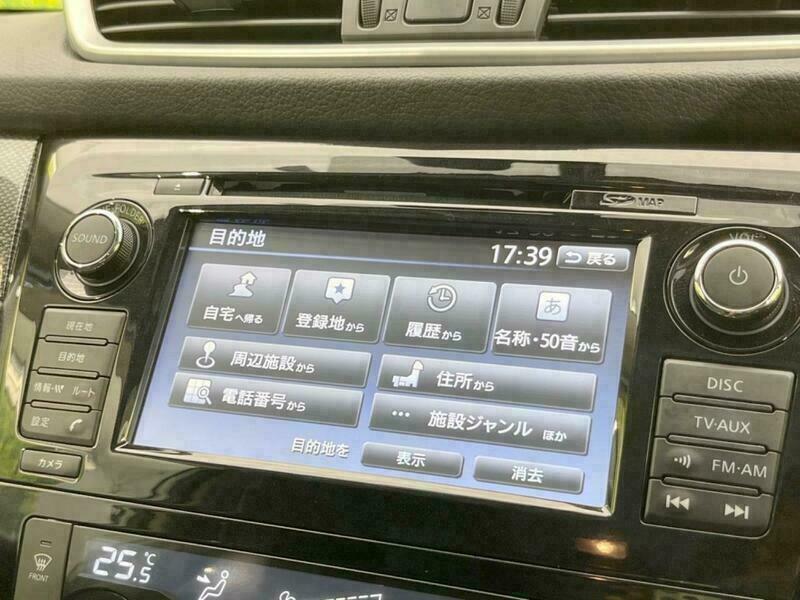 SD MAP
FOLDER
SOUND
VOL
目的地
17:39
戻る
自宅へ帰る
登録地から
履歴から
あ
名称・50音から
周辺施設から
住所から
電話番号から
••• 施設ジャンル ほか
目的地を
表示
消去
現在地
目的地
情報・
ルート
設定
カメラ
DISC
TV・AUX
FM・AM
FRONT
25.5 ℃